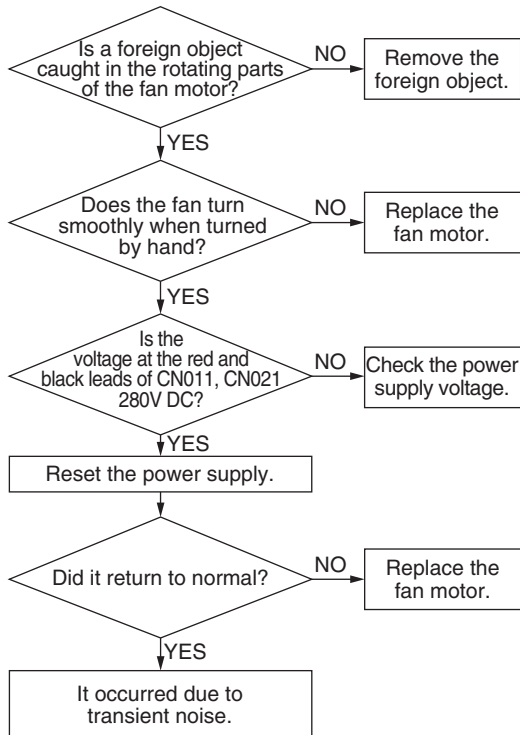 Is a foreign object
caught in the rotating parts
of the fan motor?
NO
Remove the
foreign object.
YES
Does the fan turn
smoothly when turned
by hand?
NO
Replace the
fan motor.
YES
Is the
voltage at the red and
black leads of CN011, CN021
280V DC?
NO
Check the power
supply voltage.
YES
Reset the power supply.
Did it return to normal?
NO
Replace the
fan motor.
YES
It occurred due to
transient noise.